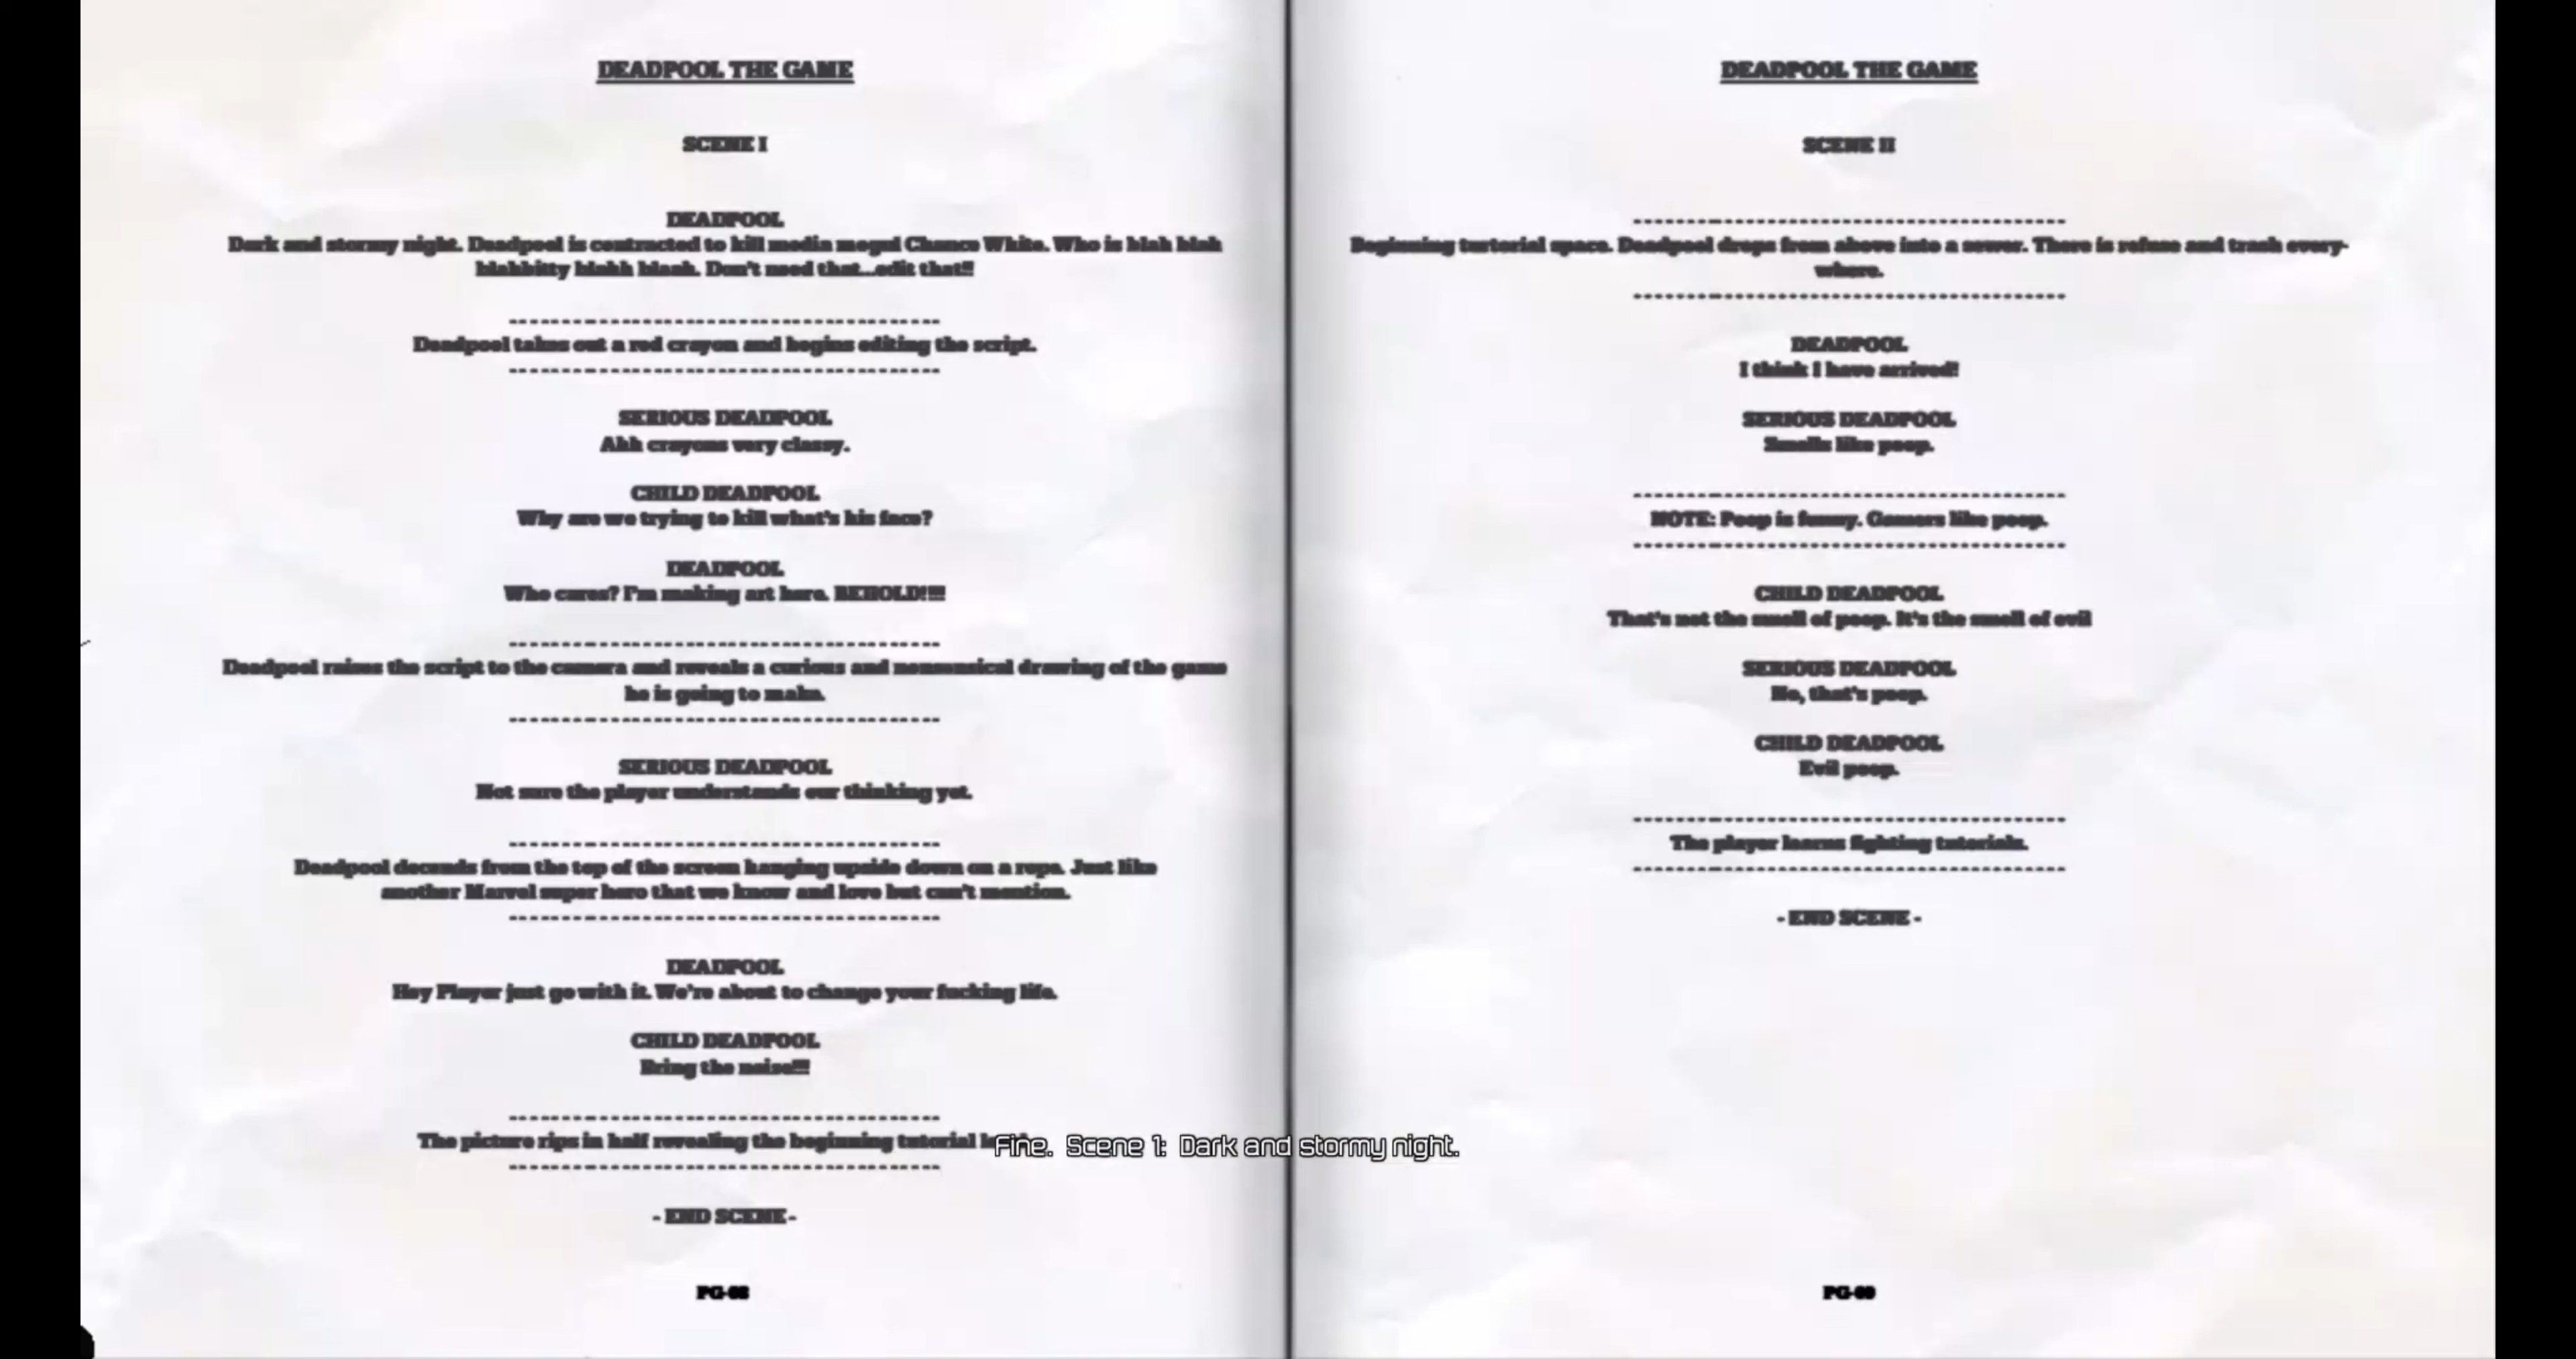 DEADPOOL THE GAME
SCENE I
DEADPOOL
Dark and stormy night. Deadpool is contracted to kill media mogul Chance White. Who is blah blah
blahbitty blahh blaah. Don't need that...edit that!!
Deadpool takes out a red crayon and begins editing the script.
SERIOUS DEADPOOL
Ahh crayons very classy.
CHILD DEADPOOL
Why are we trying to kill what's his face?
DEADPOOL
Who cares? I'm making art here. BEHOLD!!!!
Deadpool raises the script to the camera and reveals a curious and nonsensical drawing of the game
he is going to make.
SERIOUS DEADPOOL
Not sure the player understands our thinking yet.
Deadpool decends from the top of the screen hanging upside down on a rope. Just like
another Marvel super hero that we know and love but can't mention.
DEADPOOL
Hey Player just go with it. We're about to change your fucking life.
CHILD DEADPOOL
Bring the noise!!!
The picture rips in half revealing the beginning tutorial
- END SCENE-
PG-08
DEADPOOL THE GAME
SCENE II
Beginning turtorial space. Deadpool drops from above into a sewer. There is refuse and trash every-
where.
DEADPOOL
I think I have arrived!
SERIOUS DEADPOOL
Smells like poop.
NOTE: Poop is funny. Gamers like poop.
CHILD DEADPOOL
That's not the smell of poop. It's the smell of evil
SERIOUS DEADPOOL
No, that's poop.
CHILD DEADPOOL
Evil poop.
The player learns fighting tutorials.
- END SCENE -
PG-09
Fine. Scene 1: Dark and stormy night.